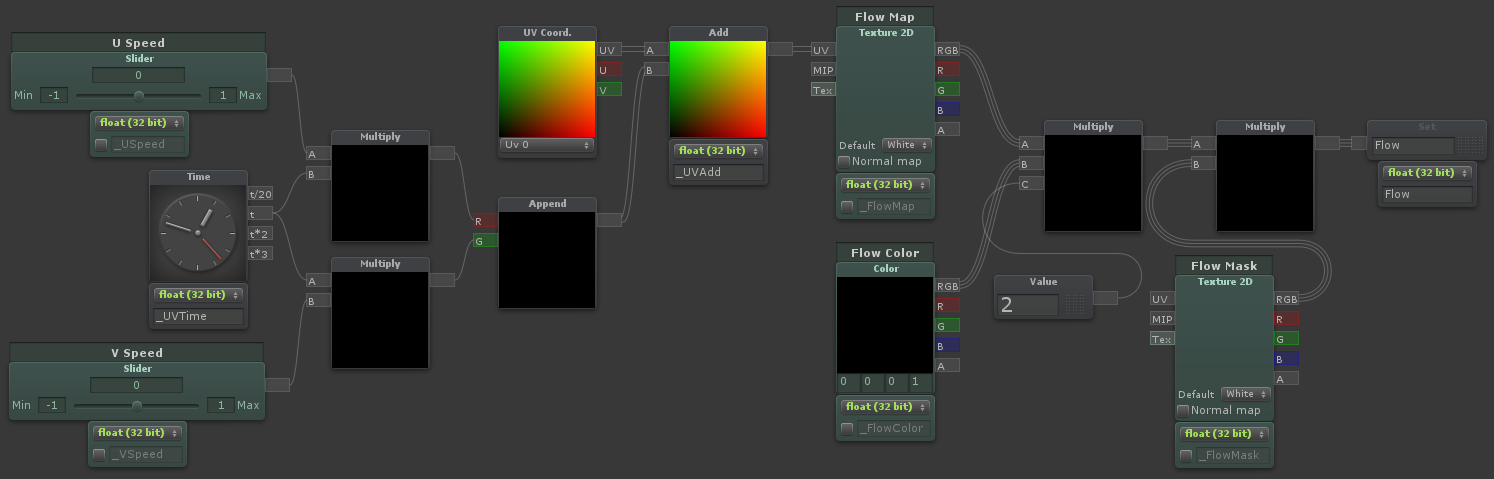 U Speed
Slider
0
Min -1 1 Max
float (32 bit)
_USpeed
Time
t/20
t
t*2
t*3
float (32 bit)
_UVTime
V Speed
Slider
0
Min -1 1 Max
float (32 bit)
_VSpeed
Multiply
A
B
Multiply
A
B
UV Coord.
UV
U
V
Uv 0
Append
R
G
Add
A
B
float (32 bit)
_UVAdd
Flow Map
Texture 2D
UV RGB
MIP R
Tex G
B
A
Default White
Normal map
float (32 bit)
_FlowMap
Flow Color
Color
RGB
R
G
B
A
0 0 0 1
float (32 bit)
_FlowColor
Multiply
A
B
C
Value
2
Multiply
A
B
Flow Mask
Texture 2D
UV RGB
MIP R
Tex G
B
A
Default White
Normal map
float (32 bit)
_FlowMask
Set
Flow
float (32 bit)
Flow